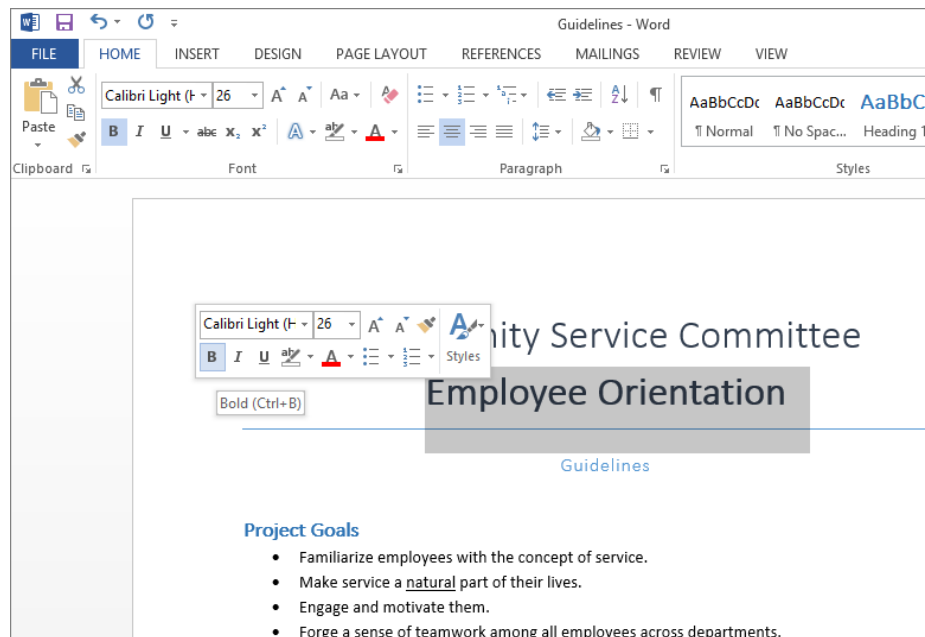 Guidelines - Word
FILE HOME INSERT DESIGN PAGE LAYOUT REFERENCES MAILINGS REVIEW VIEW
Calibri Light (H 26 Aa AaBbCcDc AaBbCcDc AaBbC
Paste B I U abc x₂ x² A aby A ¶ Normal ¶ No Spac... Heading 1
Clipboard Font Paragraph Styles
Calibri Light (H 26 A A A
B I U aby A Styles
nity Service Committee
Employee Orientation
Bold (Ctrl+B)
Guidelines
Project Goals
• Familiarize employees with the concept of service.
• Make service a natural part of their lives.
• Engage and motivate them.
• Forge a sense of teamwork among all employees across departments.